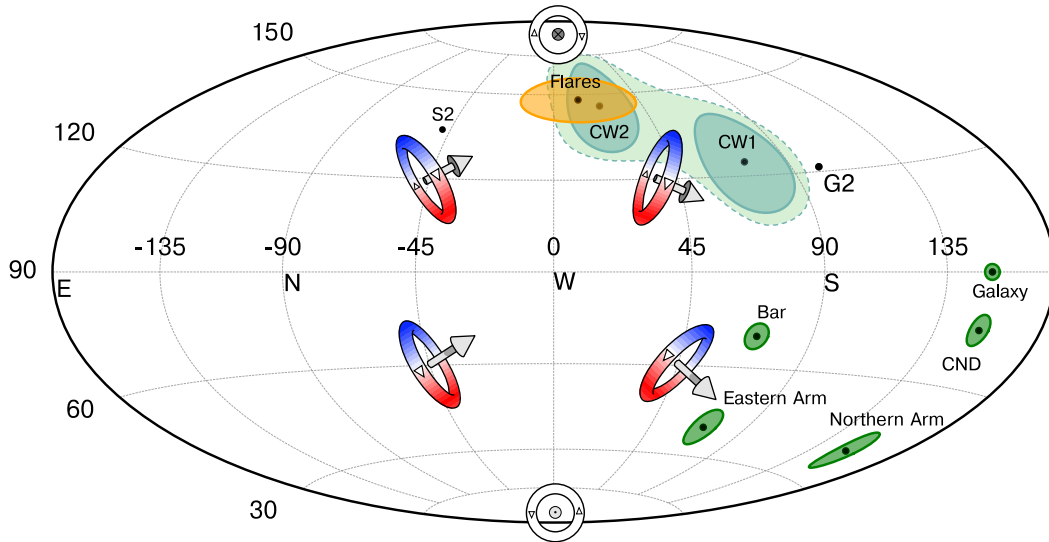 150
Flares
S2
120
CW2
CW1
G2
-135
-90
-45
0
45
90
135
90
E
N
W
S
Galaxy
Bar
CND
60
Eastern Arm
Northern Arm
30